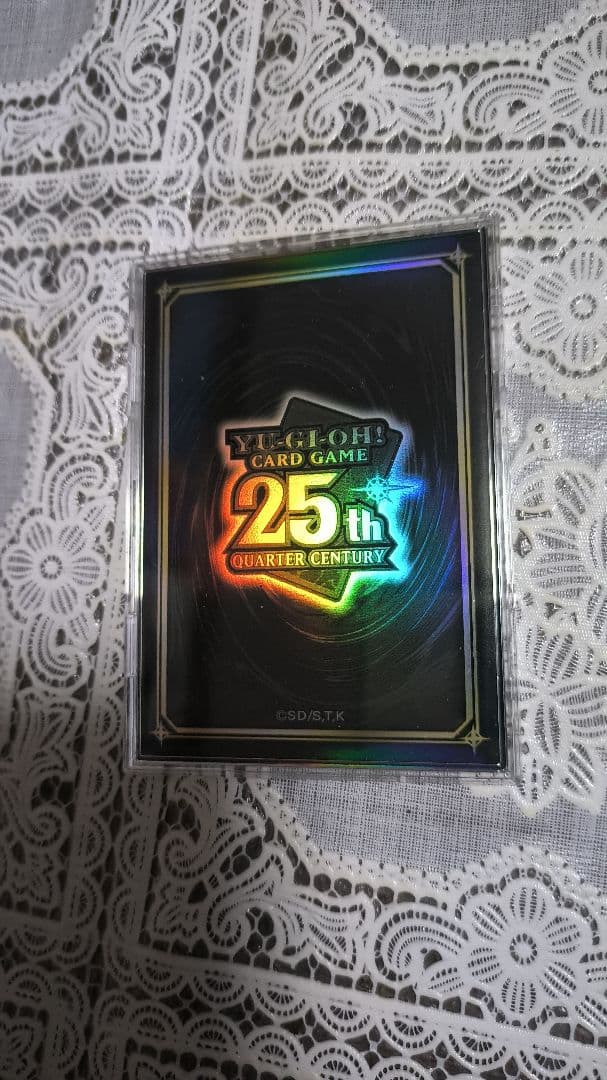 YU-GI-OH!
CARD GAME
25th
QUARTER CENTURY
©SD/S,T,K